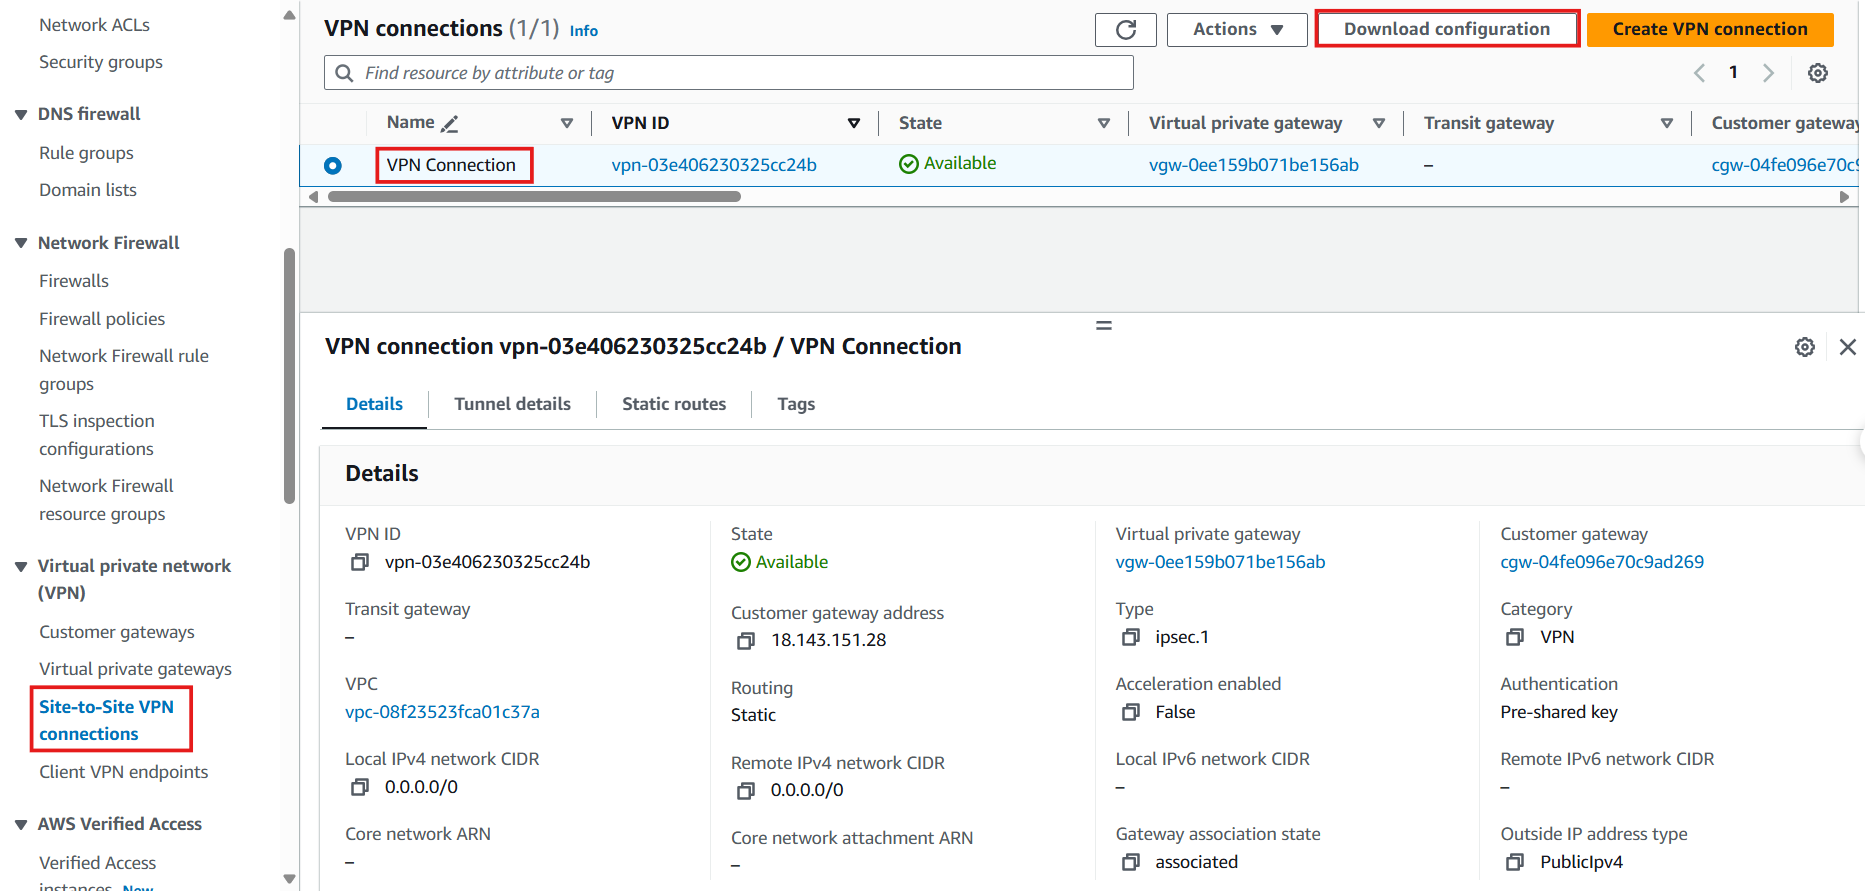 Network ACLs
Security groups
DNS firewall
Rule groups
Domain lists
Network Firewall
Firewalls
Firewall policies
Network Firewall rule
groups
TLS inspection
configurations
Network Firewall
resource groups
Virtual private network
(VPN)
Customer gateways
Virtual private gateways
Site-to-Site VPN
connections
Client VPN endpoints
AWS Verified Access
Verified Access
instances New
VPN connections (1/1) Info
Actions
Download configuration
Create VPN connection
Find resource by attribute or tag
1
Name VPN ID State Virtual private gateway Transit gateway Customer gateway
VPN Connection vpn-03e406230325cc24b Available vgw-0ee159b071be156ab – cgw-04fe096e70c9
VPN connection vpn-03e406230325cc24b / VPN Connection
Details Tunnel details Static routes Tags
Details
VPN ID
vpn-03e406230325cc24b
State
Available
Virtual private gateway
vgw-0ee159b071be156ab
Customer gateway
cgw-04fe096e70c9ad269
Transit gateway
–
Customer gateway address
18.143.151.28
Type
ipsec.1
Category
VPN
VPC
vpc-08f23523fca01c37a
Routing
Static
Acceleration enabled
False
Authentication
Pre-shared key
Local IPv4 network CIDR
0.0.0.0/0
Remote IPv4 network CIDR
0.0.0.0/0
Local IPv6 network CIDR
–
Remote IPv6 network CIDR
–
Core network ARN
–
Core network attachment ARN
–
Gateway association state
associated
Outside IP address type
PublicIpv4